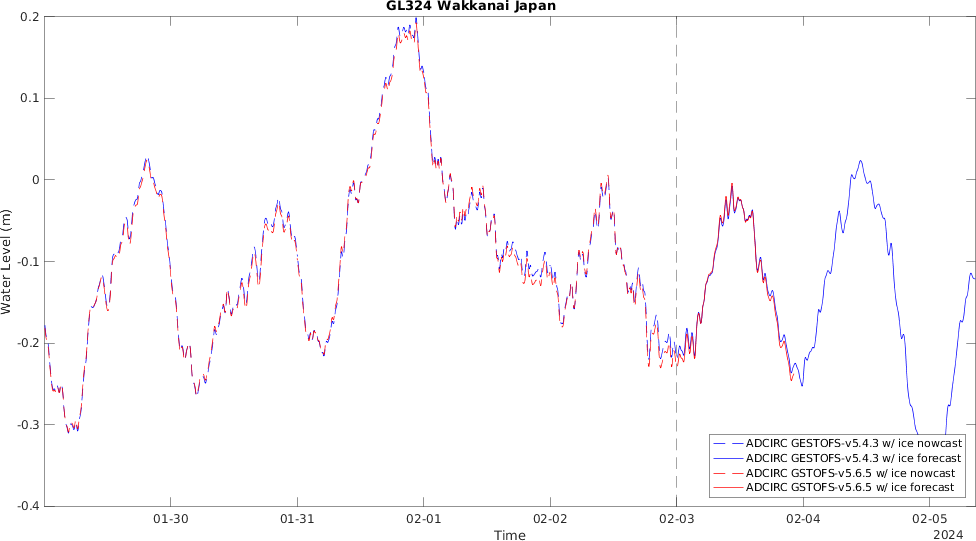 GL324 Wakkanai Japan
Water Level (m)
0.2
0.1
0
-0.1
-0.2
-0.3
-0.4
01-30
01-31
02-01
02-02
02-03
02-04
02-05
Time
2024
ADCIRC GESTOFS-v5.4.3 w/ ice nowcast
ADCIRC GESTOFS-v5.4.3 w/ ice forecast
ADCIRC GSTOFS-v5.6.5 w/ ice nowcast
ADCIRC GSTOFS-v5.6.5 w/ ice forecast